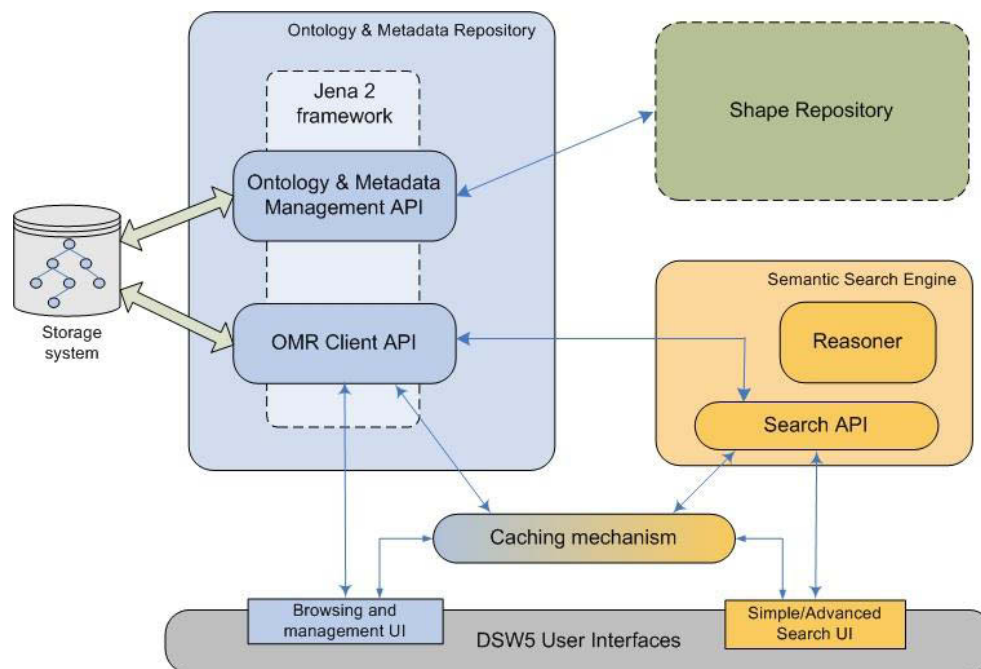 Ontology & Metadata Repository
Jena 2
framework
Ontology & Metadata
Management API
OMR Client API
Storage
system
Shape Repository
Semantic Search Engine
Reasoner
Search API
Caching mechanism
Browsing and
management UI
DSW5 User Interfaces
Simple/Advanced
Search UI